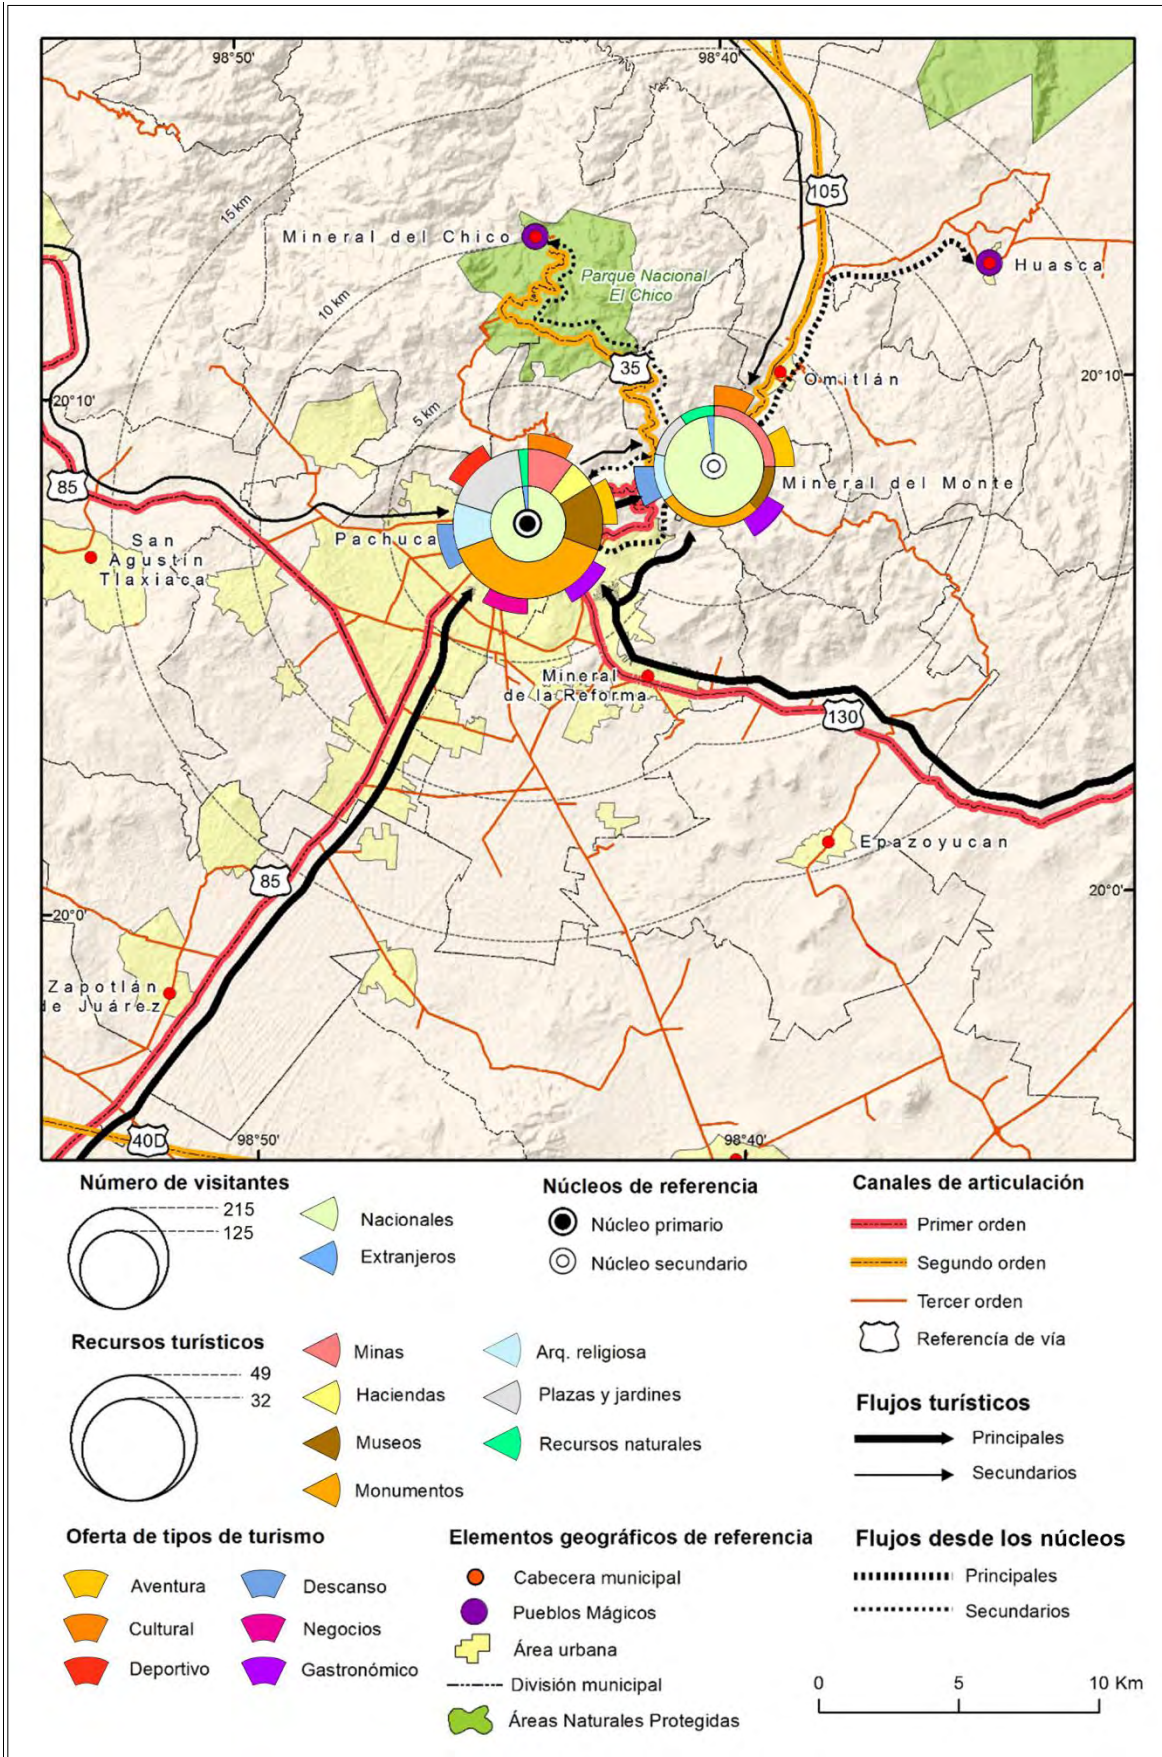 98°50'
98°40'
105
15 km
Mineral del Chico
Huasca
Parque Nacional
El Chico
10 km
35
Omitlán
20°10'
20°10'
5 km
85
Mineral del Monte
Pachuca
San
Agustín
Tlaxiaca
Mineral
de la Reforma
130
Epazoyucan
85
20°0'
20°0'
Zapotlán
de Juárez
40D
98°50'
98°40'
Número de visitantes
215
125
Nacionales
Extranjeros
Núcleos de referencia
Núcleo primario
Núcleo secundario
Canales de articulación
Primer orden
Segundo orden
Tercer orden
Referencía de vía
Recursos turísticos
49
32
Minas
Haciendas
Museos
Monumentos
Arq. religiosa
Plazas y jardines
Recursos naturales
Flujos turísticos
Principales
Secundarios
Oferta de tipos de turismo
Aventura
Cultural
Deportivo
Descanso
Negocios
Gastronómico
Elementos geográficos de referencia
Cabecera municipal
Pueblos Mágicos
Área urbana
División municipal
Áreas Naturales Protegidas
Flujos desde los núcleos
Principales
Secundarios
0 5 10 Km